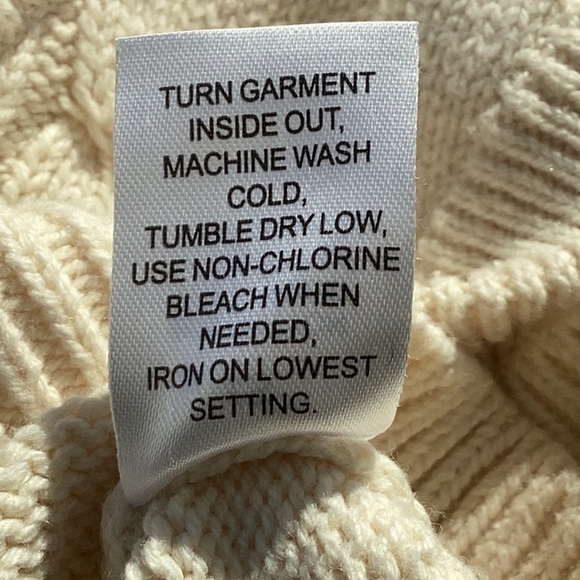 TURN GARMENT
INSIDE OUT,
MACHINE WASH
COLD,
TUMBLE DRY LOW,
USE NON-CHLORINE
BLEACH WHEN
NEEDED,
IRON ON LOWEST
SETTING.